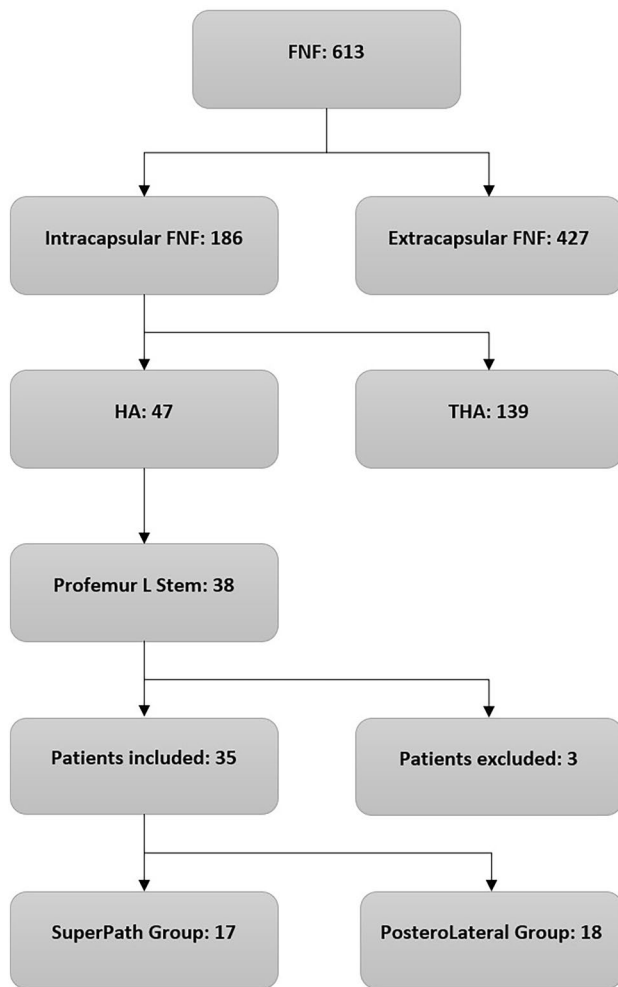 FNF: 613
Intracapsular FNF: 186
Extracapsular FNF: 427
HA: 47
THA: 139
Profemur L Stem: 38
Patients included: 35
Patients excluded: 3
SuperPath Group: 17
PosteroLateral Group: 18